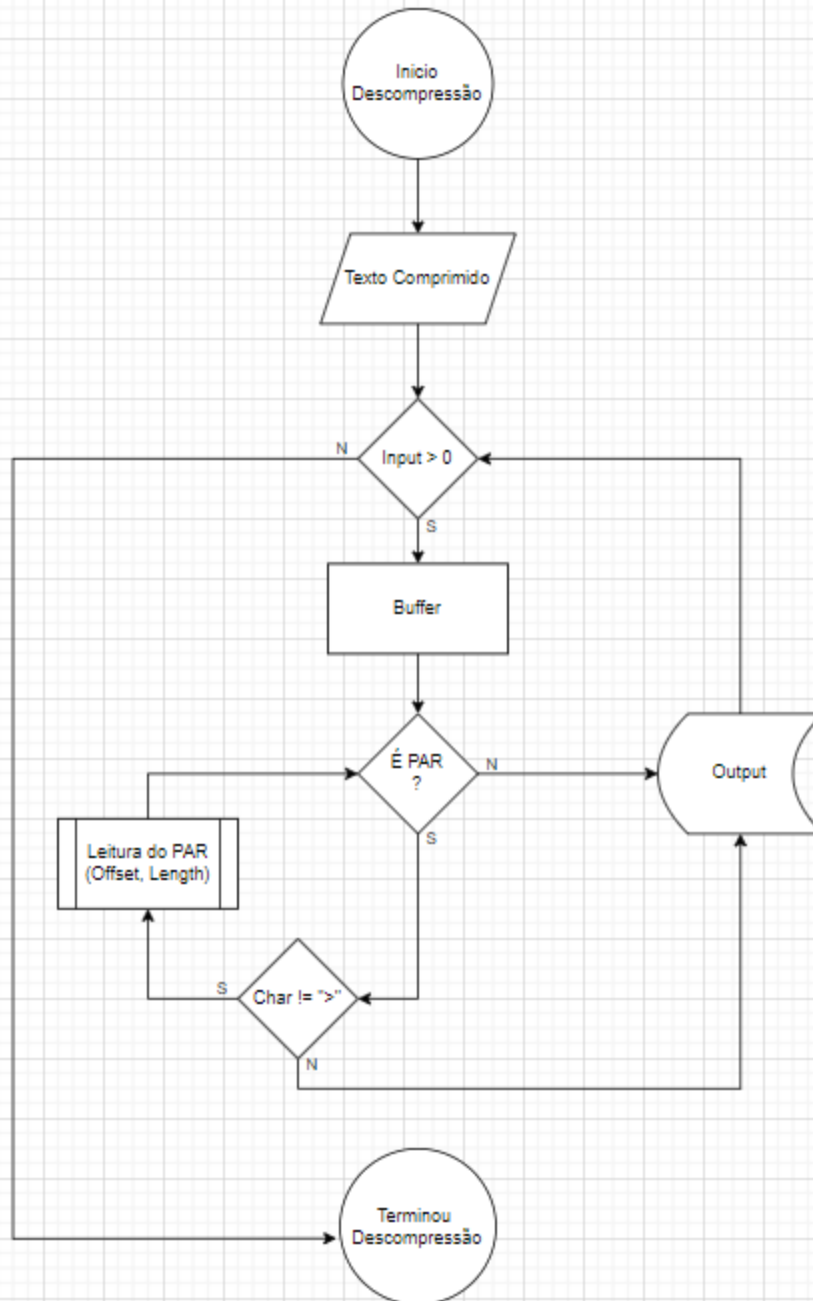 Inicio
Descompressão
Texto Comprimido
N
Input > 0
S
Buffer
É PAR
?
N
Output
S
Leitura do PAR
(Offset, Length)
S
Char != ">"
N
Terminou
Descompressão